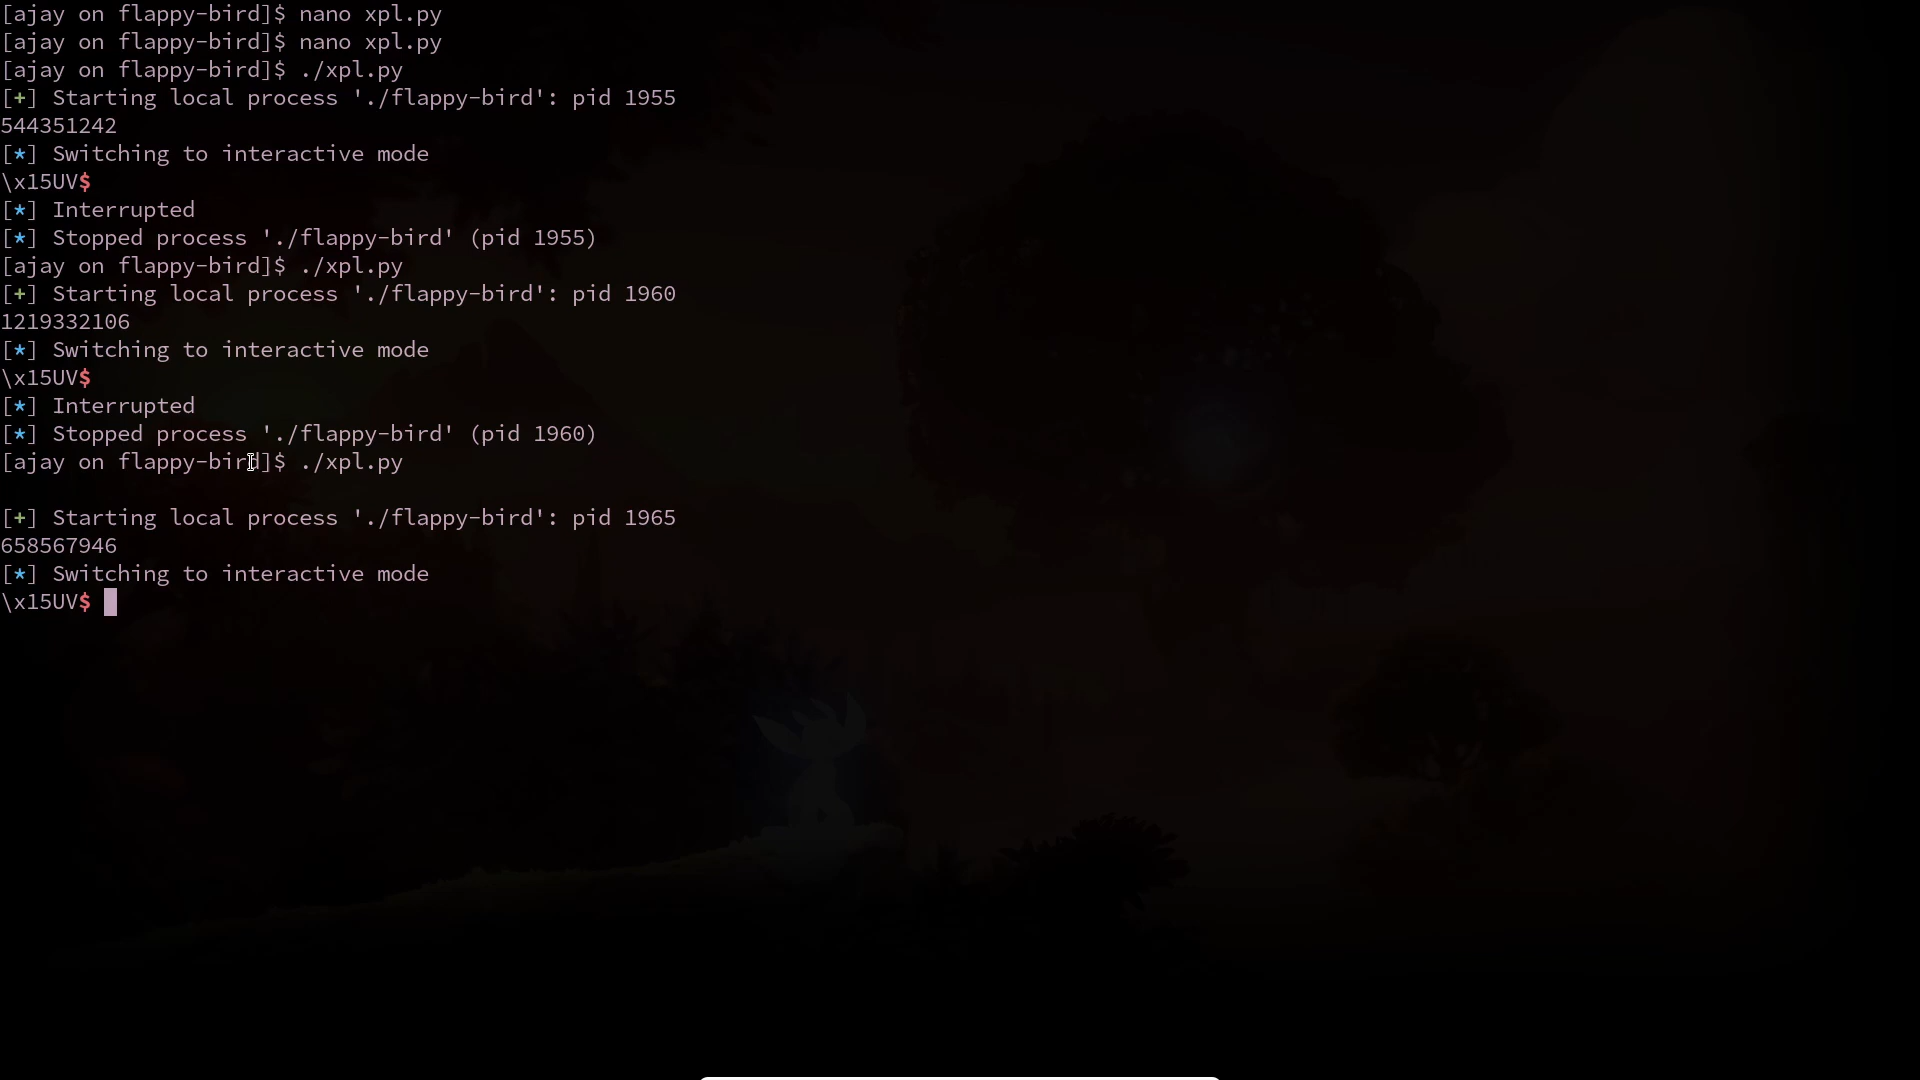 [ajay on flappy-bird]$ nano xpl.py
[ajay on flappy-bird]$ nano xpl.py
[ajay on flappy-bird]$ ./xpl.py
[+] Starting local process './flappy-bird': pid 1955
544351242
[*] Switching to interactive mode
\x15UV$
[*] Interrupted
[*] Stopped process './flappy-bird' (pid 1955)
[ajay on flappy-bird]$ ./xpl.py
[+] Starting local process './flappy-bird': pid 1960
1219332106
[*] Switching to interactive mode
\x15UV$
[*] Interrupted
[*] Stopped process './flappy-bird' (pid 1960)
[ajay on flappy-bird]$ ./xpl.py
[+] Starting local process './flappy-bird': pid 1965
658567946
[*] Switching to interactive mode
\x15UV$